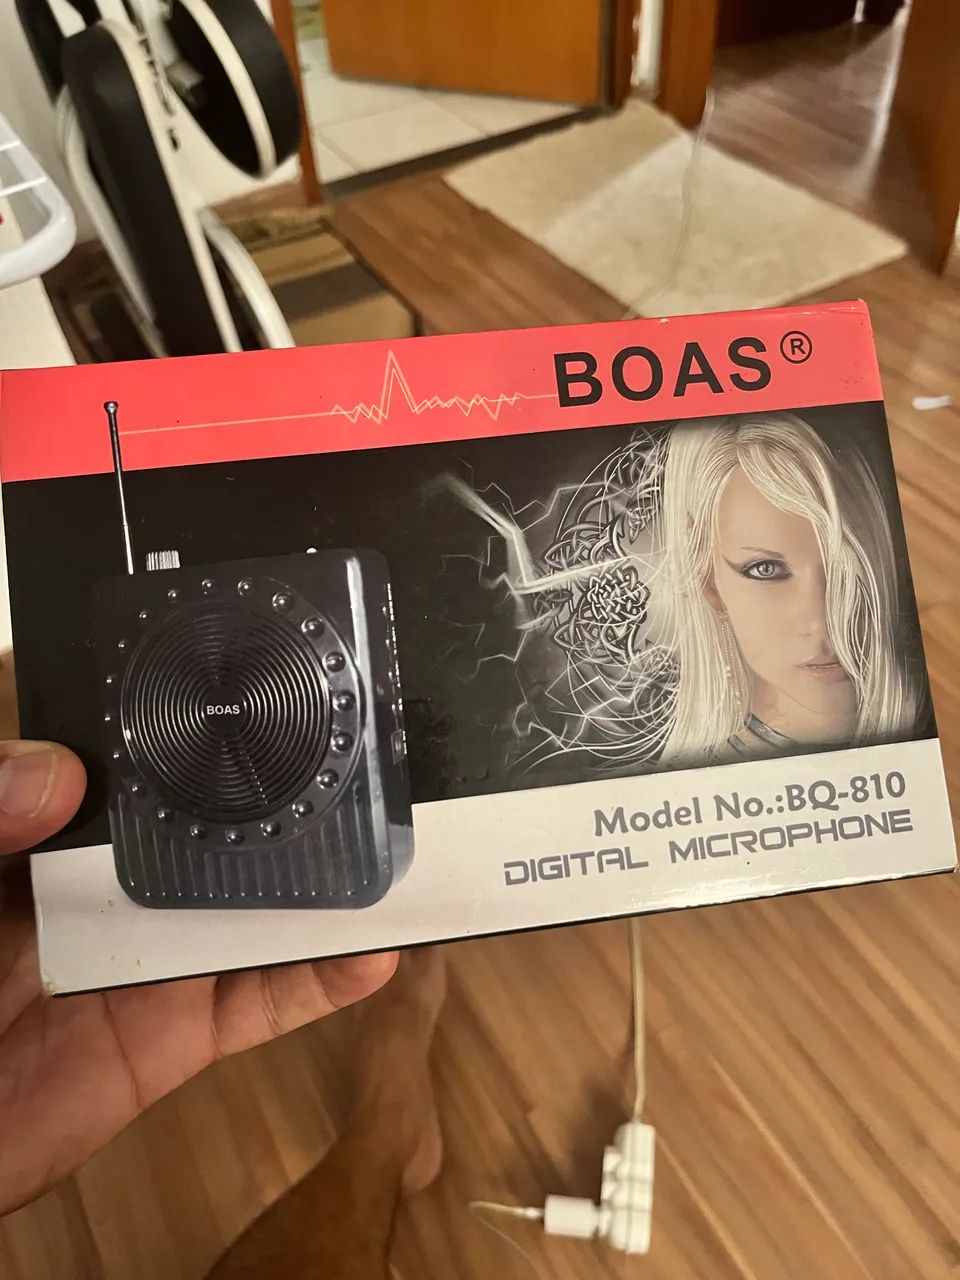 BOAS®
BOAS
Model No.:BQ-810
DIGITAL MICROPHONE